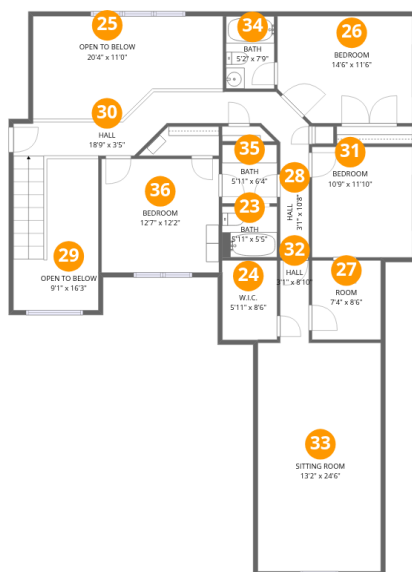 25
OPEN TO BELOW
20'4" x 11'0"
34
BATH
5'2" x 7'9"
26
BEDROOM
14'6" x 11'6"
30
HALL
18'9" x 3'5"
35
BATH
5'11" x 6'4"
31
BEDROOM
10'9" x 11'10"
28
HALL
3'1" x 10'8"
36
BEDROOM
12'7" x 12'2"
23
BATH
5'11" x 5'5"
29
OPEN TO BELOW
9'1" x 16'3"
24
W.I.C.
5'11" x 8'6"
32
HALL
3'1" x 8'10"
27
ROOM
7'4" x 8'6"
33
SITTING ROOM
13'2" x 24'6"